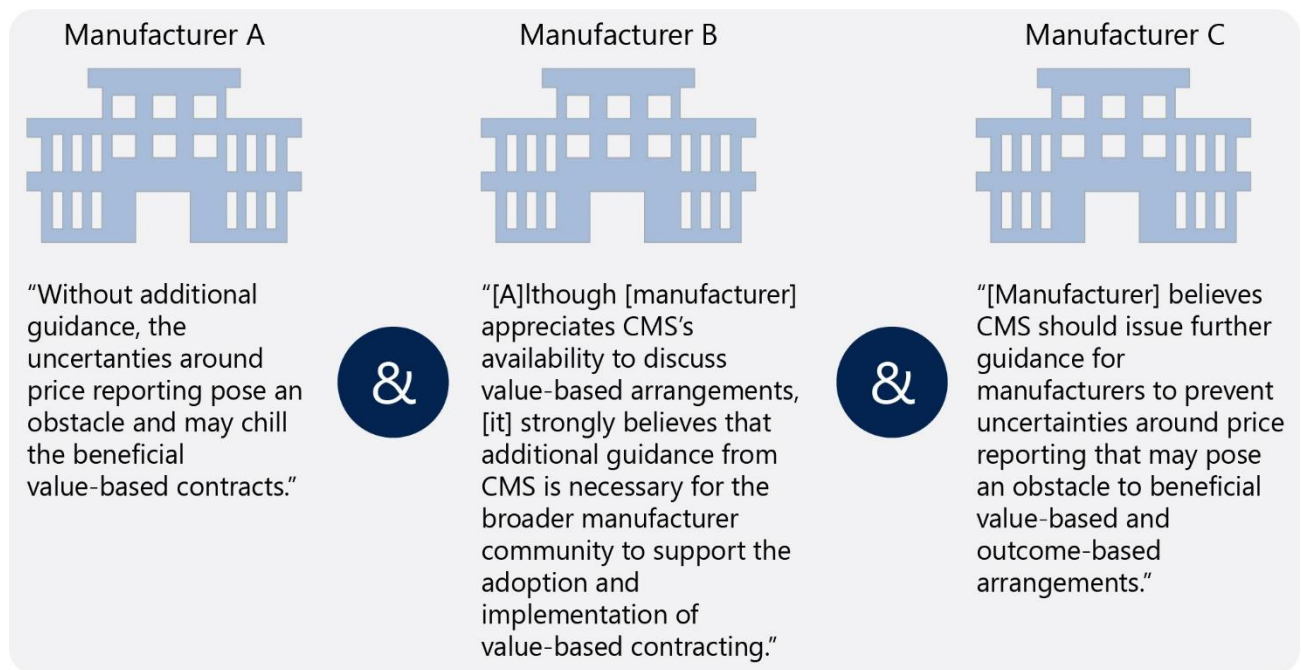 Manufacturer A
Manufacturer B
Manufacturer C
“Without additional
guidance, the
uncertanties around
price reporting pose an
obstacle and may chill
the beneficial
value-based contracts.”
&
“[A]lthough [manufacturer]
appreciates CMS’s
availability to discuss
value-based arrangements,
[it] strongly believes that
additional guidance from
CMS is necessary for the
broader manufacturer
community to support the
adoption and
implementation of
value-based contracting.”
&
“[Manufacturer] believes
CMS should issue further
guidance for
manufacturers to prevent
uncertainties around price
reporting that may pose
an obstacle to beneficial
value-based and
outcome-based
arrangements.”